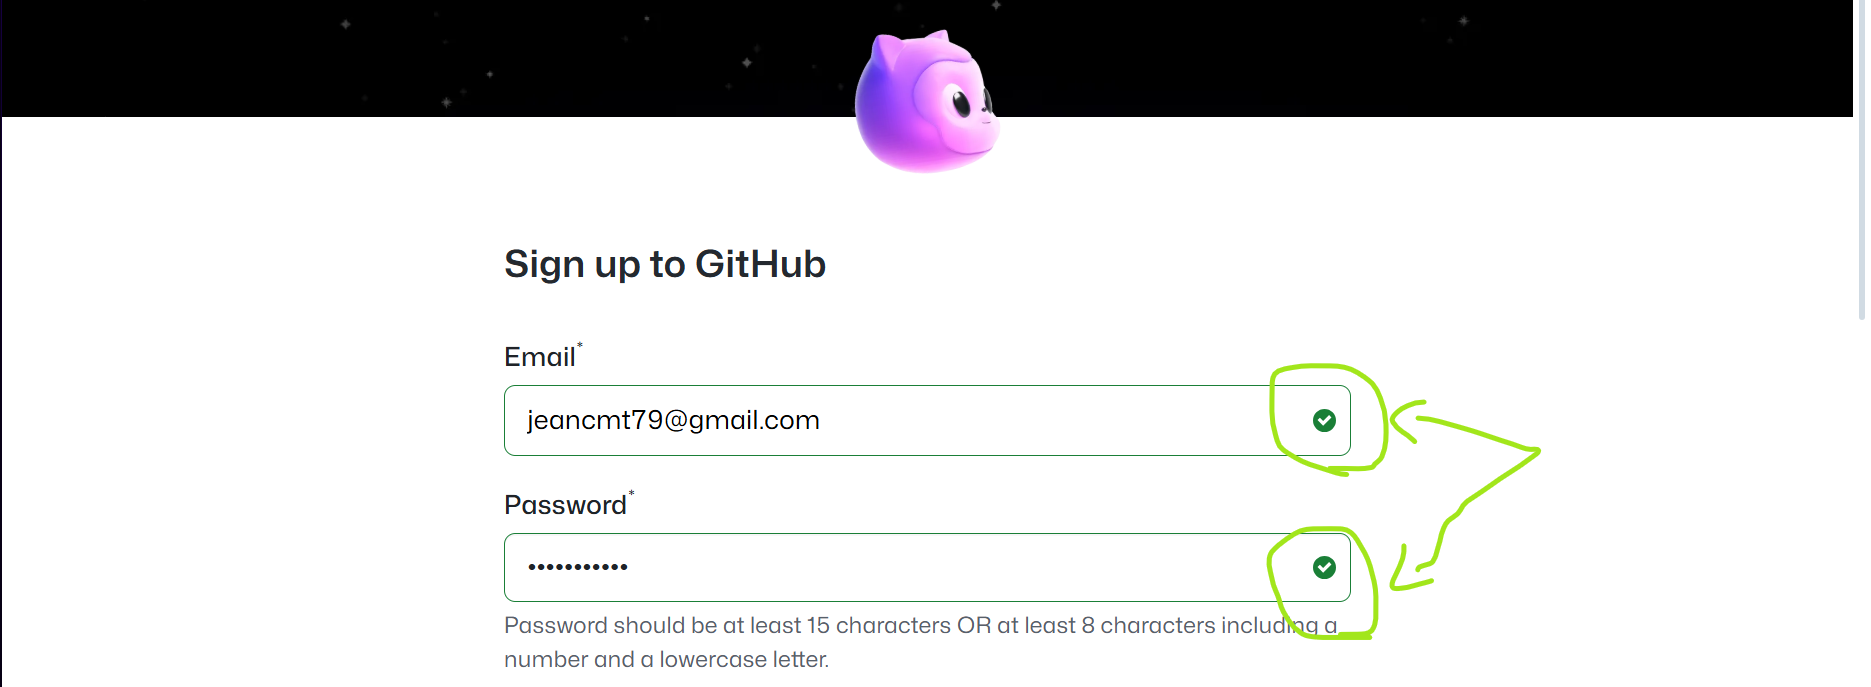 Sign up to GitHub
Email*
jeancmt79@gmail.com
Password*
•••••••••••
Password should be at least 15 characters OR at least 8 characters including a
number and a lowercase letter.